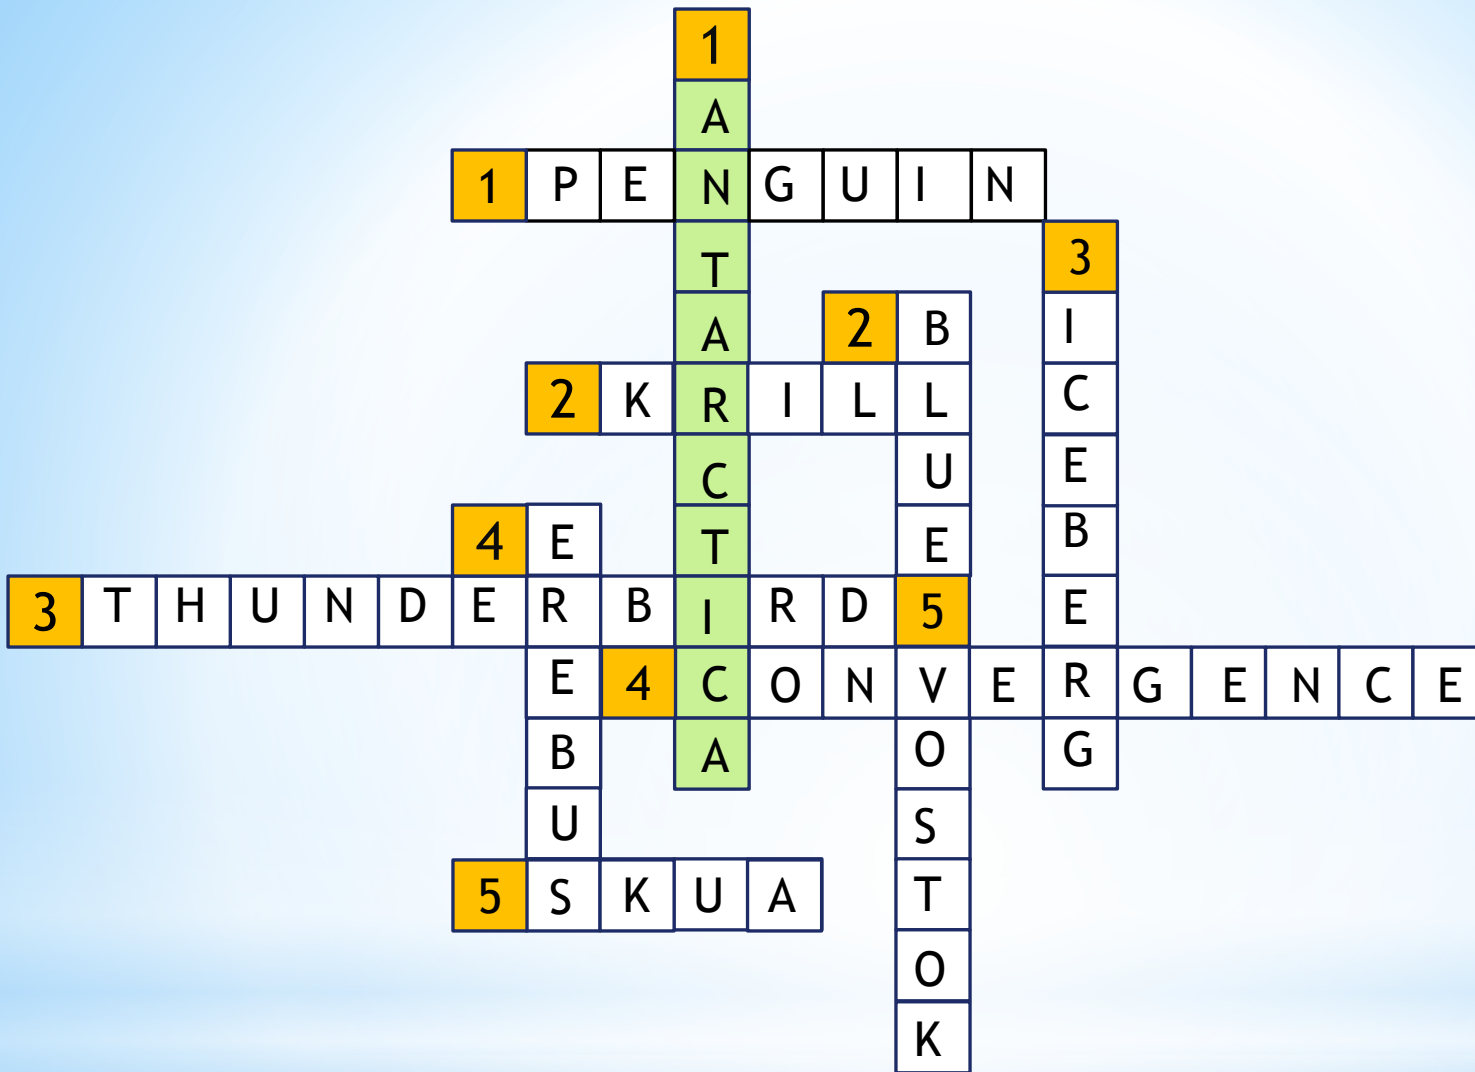 1
A
1 P E N G U I N
T 3
A 2 B I
2 K R I L L C
C U E
4 E T E B
3 T H U N D E R B I R D 5 E
E 4 C O N V E R G E N C E
B A O G
U S
5 S K U A T
O
K